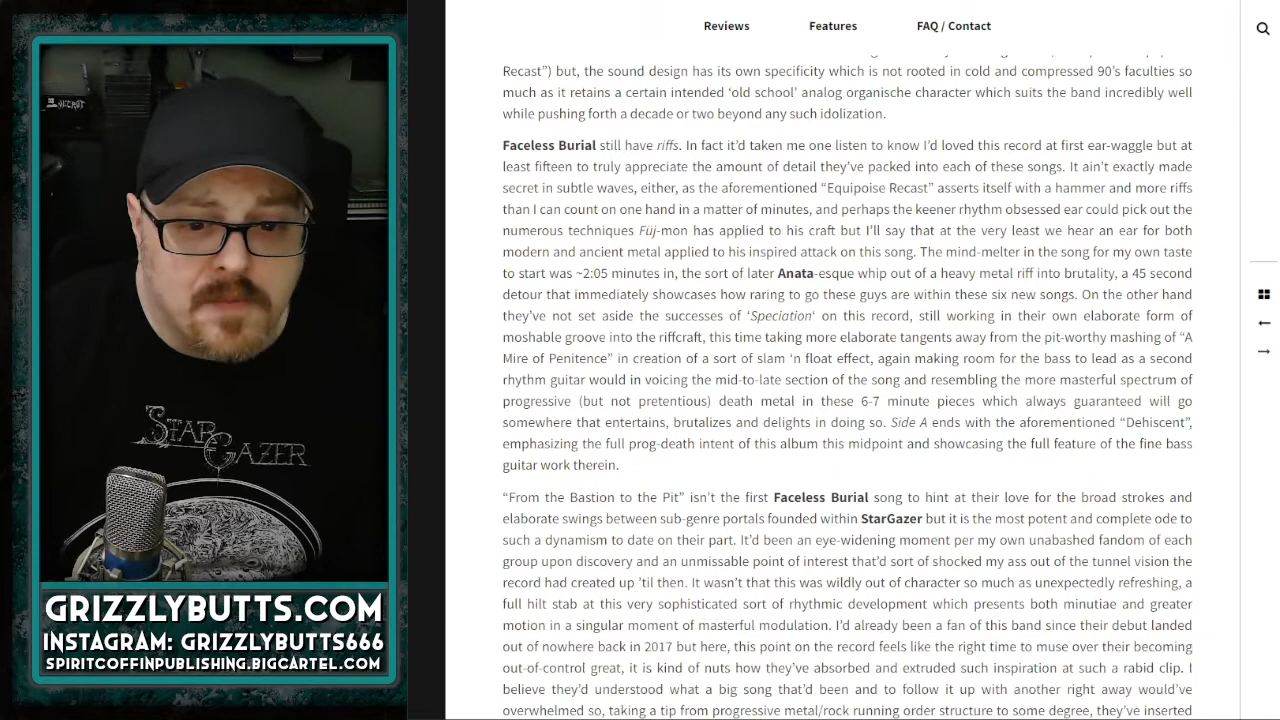 STARGAZER
GRIZZLYBUTTS.COM
INSTAGRAM: GRIZZLYBUTTS666
SPIRITCOFFINPUBLISHING.BIGCARTEL.COM
Reviews Features FAQ / Contact
Recast”) but, the sound design has its own specificity which is not rooted in cold and compressed 90’s faculties so
much as it retains a certain intended ‘old school’ analog organische character which suits the band incredibly well
while pushing forth a decade or two beyond any such idolization.
Faceless Burial still have riffs. In fact it’d taken me one listen to know I’d loved this record at first ear-waggle but at
least fifteen to truly appreciate the amount of detail they’ve packed into each of these songs. It ain’t exactly made
secret in subtle waves, either, as the aforementioned “Equipoise Recast” asserts itself with a hammer and more riffs
than I can count on one hand in a matter of minutes, and perhaps the keener rhythm obsessed ear could pick out the
numerous techniques Füj-mon has applied to his craft but I’ll say that at the very least we hear an ear for both
modern and ancient metal applied to his inspired attack on this song. The mind-melter in the song for my own taste
to start was ~2:05 minutes in, the sort of later Anata-esque whip out of a heavy metal riff into brutality, a 45 second
detour that immediately showcases how raring to go these guys are within these six new songs. On the other hand
they’ve not set aside the successes of ‘Speciation‘ on this record, still working in their own elaborate form of
moshable groove into the riffcraft, this time taking more elaborate tangents away from the pit-worthy mashing of “A
Mire of Penitence” in creation of a sort of slam ‘n float effect, again making room for the bass to lead as a second
rhythm guitar would in voicing the mid-to-late section of the song and resembling the more masterful spectrum of
progressive (but not pretentious) death metal in these 6-7 minute pieces which always guaranteed will go
somewhere that entertains, brutalizes and delights in doing so. Side A ends with the aforementioned “Dehiscent”,
emphasizing the full prog-death intent of this album this midpoint and showcasing the full feature of the fine bass
guitar work therein.
“From the Bastion to the Pit” isn’t the first Faceless Burial song to hint at their love for the broad strokes and
elaborate swings between sub-genre portals founded within StarGazer but it is the most potent and complete ode to
such a dynamism to date on their part. It’d been an eye-widening moment per my own unabashed fandom of each
group upon discovery and an unmissable point of interest that’d sort of shocked my ass out of the tunnel vision the
record had created up ’til then. It wasn’t that this was wildly out of character so much as unexpectedly refreshing, a
full hilt stab at this very sophisticated sort of rhythmic development which presents both minutiae and greater
motion in a singular moment of masterful modulation. I’d already been a fan of this band since their debut landed
out of nowhere back in 2017 but here, this point on the record feels like the right time to muse over their becoming
out-of-control great, it is kind of nuts how they’ve absorbed and extruded such inspiration at such a rabid clip. I
believe they’d understood what a big song that’d been and to follow it up with another right away would’ve
overwhelmed so, taking a tip from progressive metal/rock running order structure to some degree, they’ve inserted